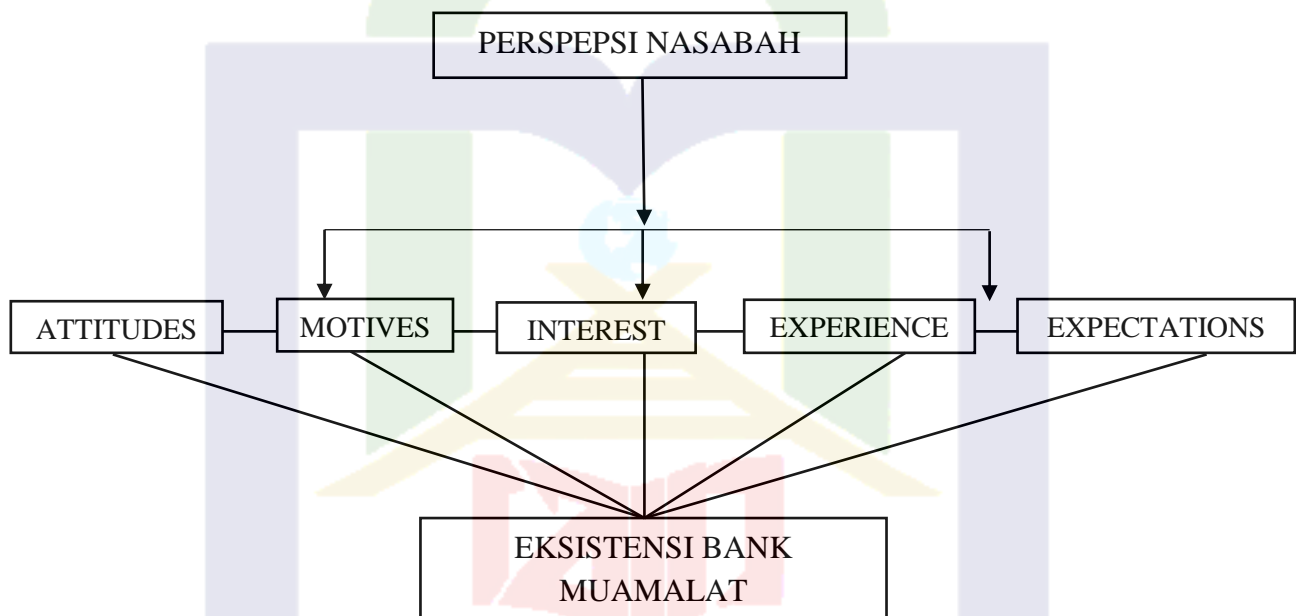 PERSPEPSI NASABAH
ATTITUDES
MOTIVES
INTEREST
EXPERIENCE
EXPECTATIONS
EKSISTENSI BANK
MUAMALAT